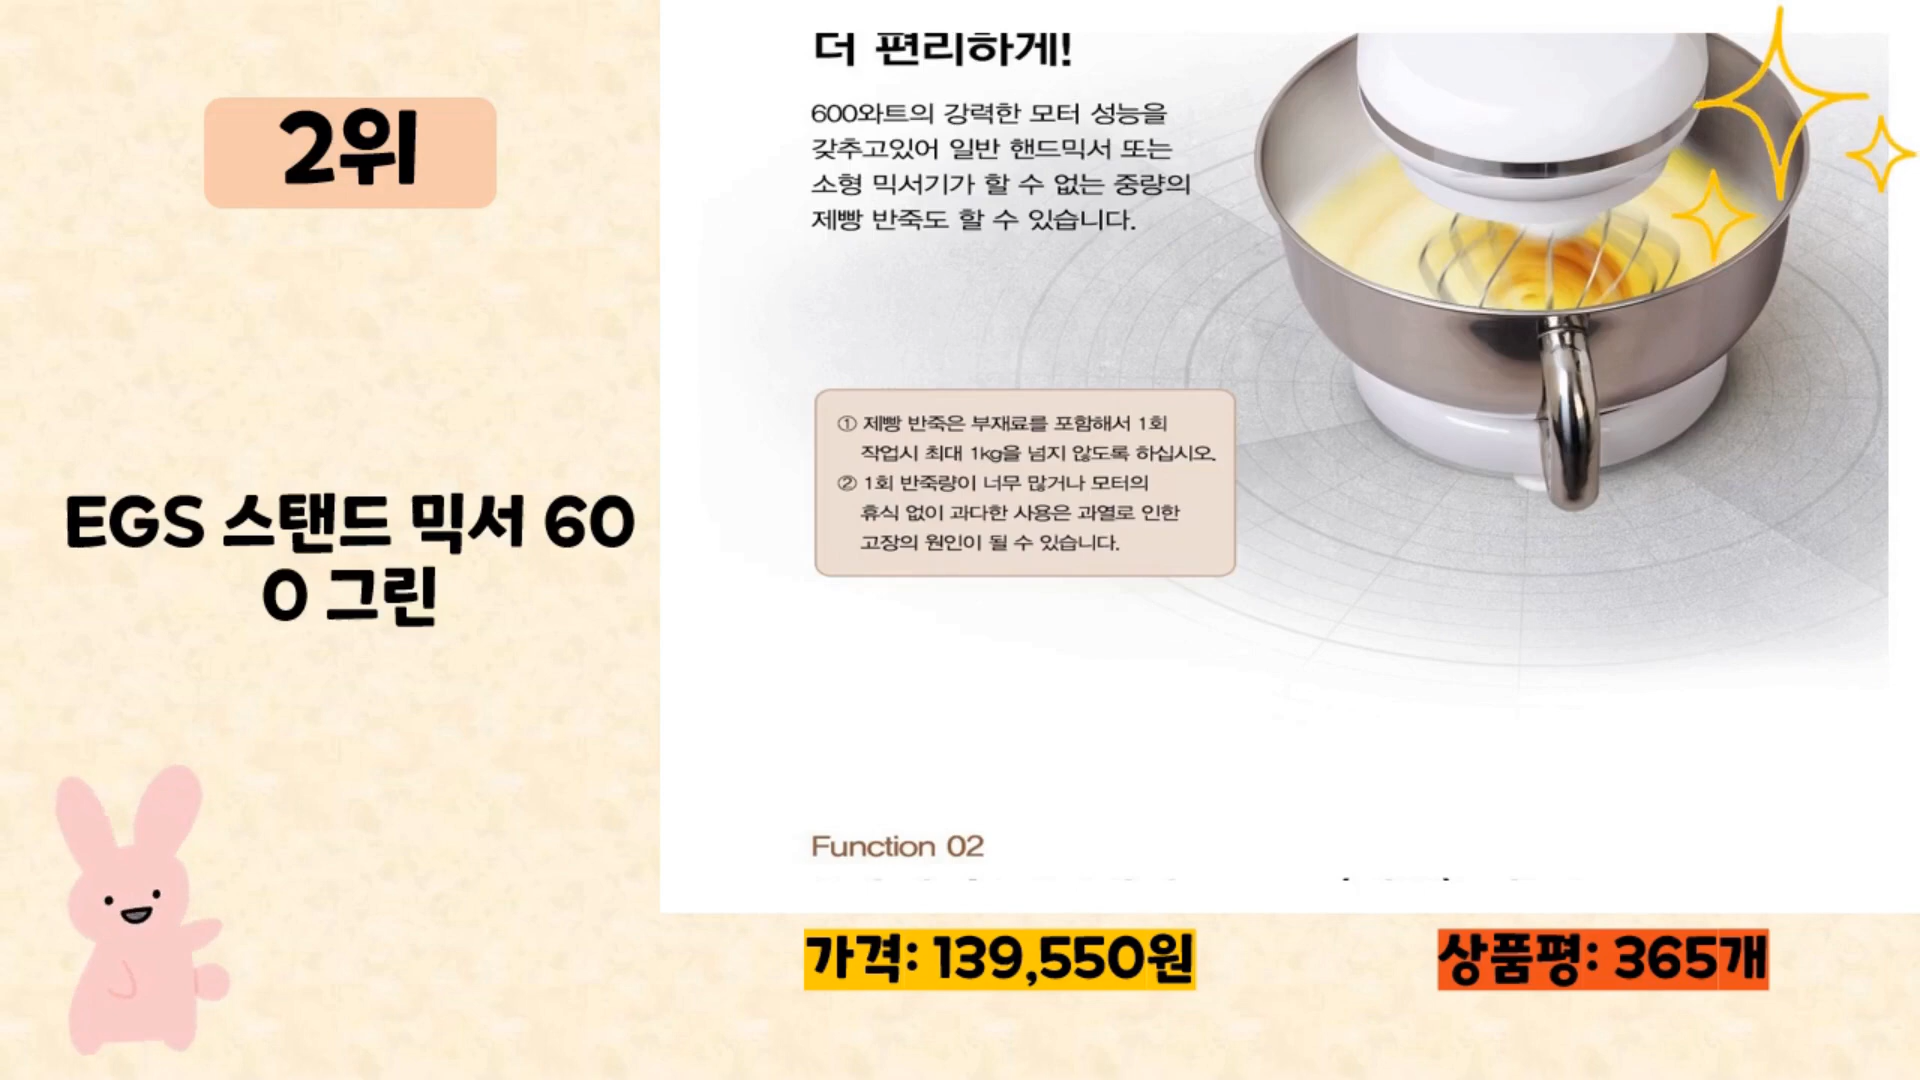 2위
EGS 스탠드 믹서 60
0 그린
더 편리하게!
600와트의 강력한 모터 성능을
갖추고있어 일반 핸드믹서 또는
소형 믹서기가 할 수 없는 중량의
제빵 반죽도 할 수 있습니다.
① 제빵 반죽은 부재료를 포함해서 1회
작업시 최대 1kg을 넘지 않도록 하십시오.
② 1회 반죽량이 너무 많거나 모터의
휴식 없이 과다한 사용은 과열로 인한
고장의 원인이 될 수 있습니다.
Function 02
가격: 139,550원
상품평: 365개